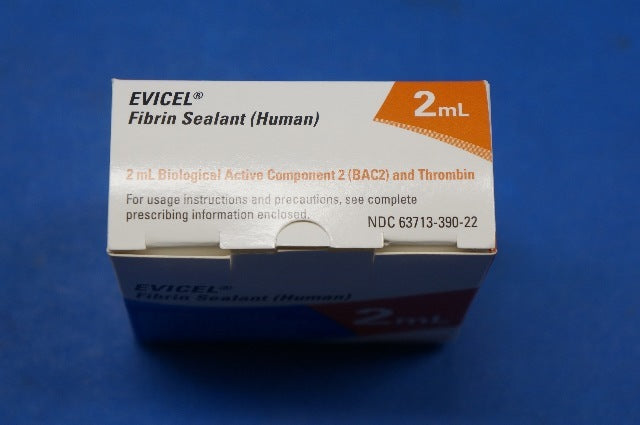 EVICEL®
Fibrin Sealant (Human)
2mL
2 mL Biological Active Component 2 (BAC2) and Thrombin
For usage instructions and precautions, see complete
prescribing information enclosed.
NDC 63713-390-22
EVICEL®
Fibrin Sealant (Human)
2mL